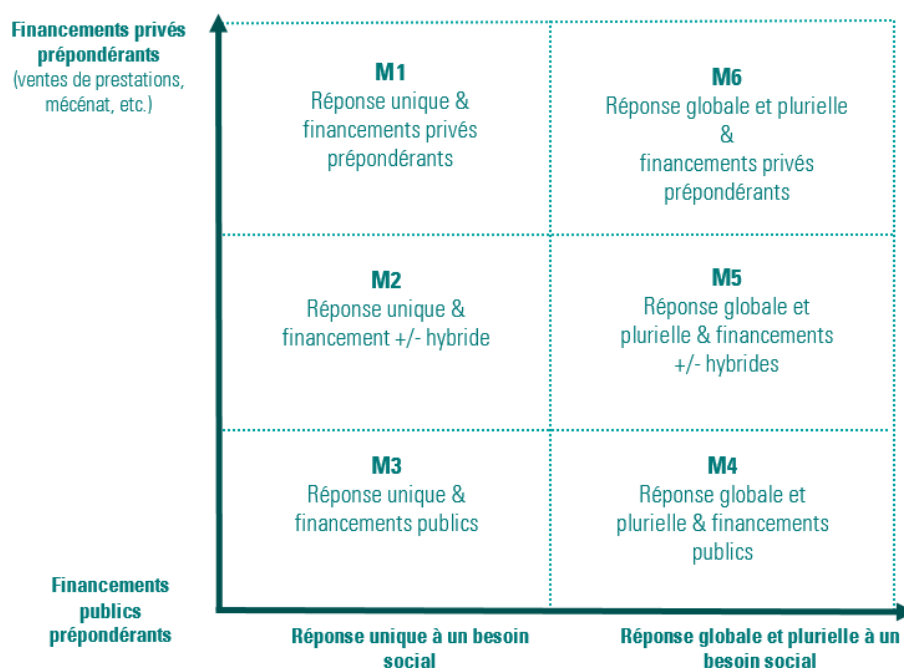 Financements privés
prépondérants
(ventes de prestations,
mécénat, etc.)
M1
Réponse unique &
financements privés
prépondérants
M6
Réponse globale et plurielle
&
financements privés
prépondérants
M2
Réponse unique &
financement +/- hybride
M5
Réponse globale et
plurielle & financements
+/- hybrides
M3
Réponse unique &
financements publics
M4
Réponse globale et
plurielle & financements
publics
Financements
publics
prépondérants
Réponse unique à un besoin
social
Réponse globale et plurielle à un
besoin social